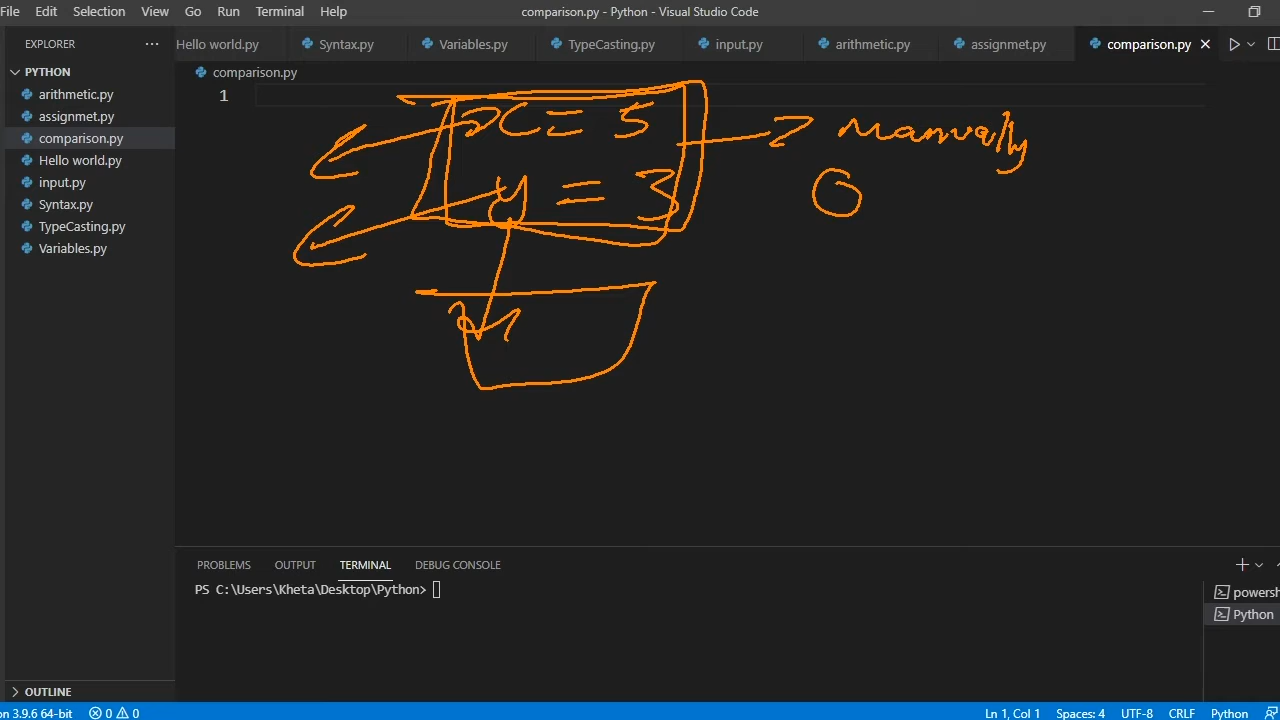 File Edit Selection View Go Run Terminal Help
comparison.py - Python - Visual Studio Code
EXPLORER
Hello world.py Syntax.py Variables.py TypeCasting.py input.py arithmetic.py assignmet.py comparison.py
PYTHON
arithmetic.py
assignmet.py
comparison.py
Hello world.py
input.py
Syntax.py
TypeCasting.py
Variables.py
comparison.py
1
x = 5
manually
y = 3
PROBLEMS OUTPUT TERMINAL DEBUG CONSOLE
PS C:\Users\Kheta\Desktop\Python>
powersh
Python
OUTLINE
on 3.9.6 64-bit 0 0
Ln 1, Col 1 Spaces: 4 UTF-8 CRLF Python